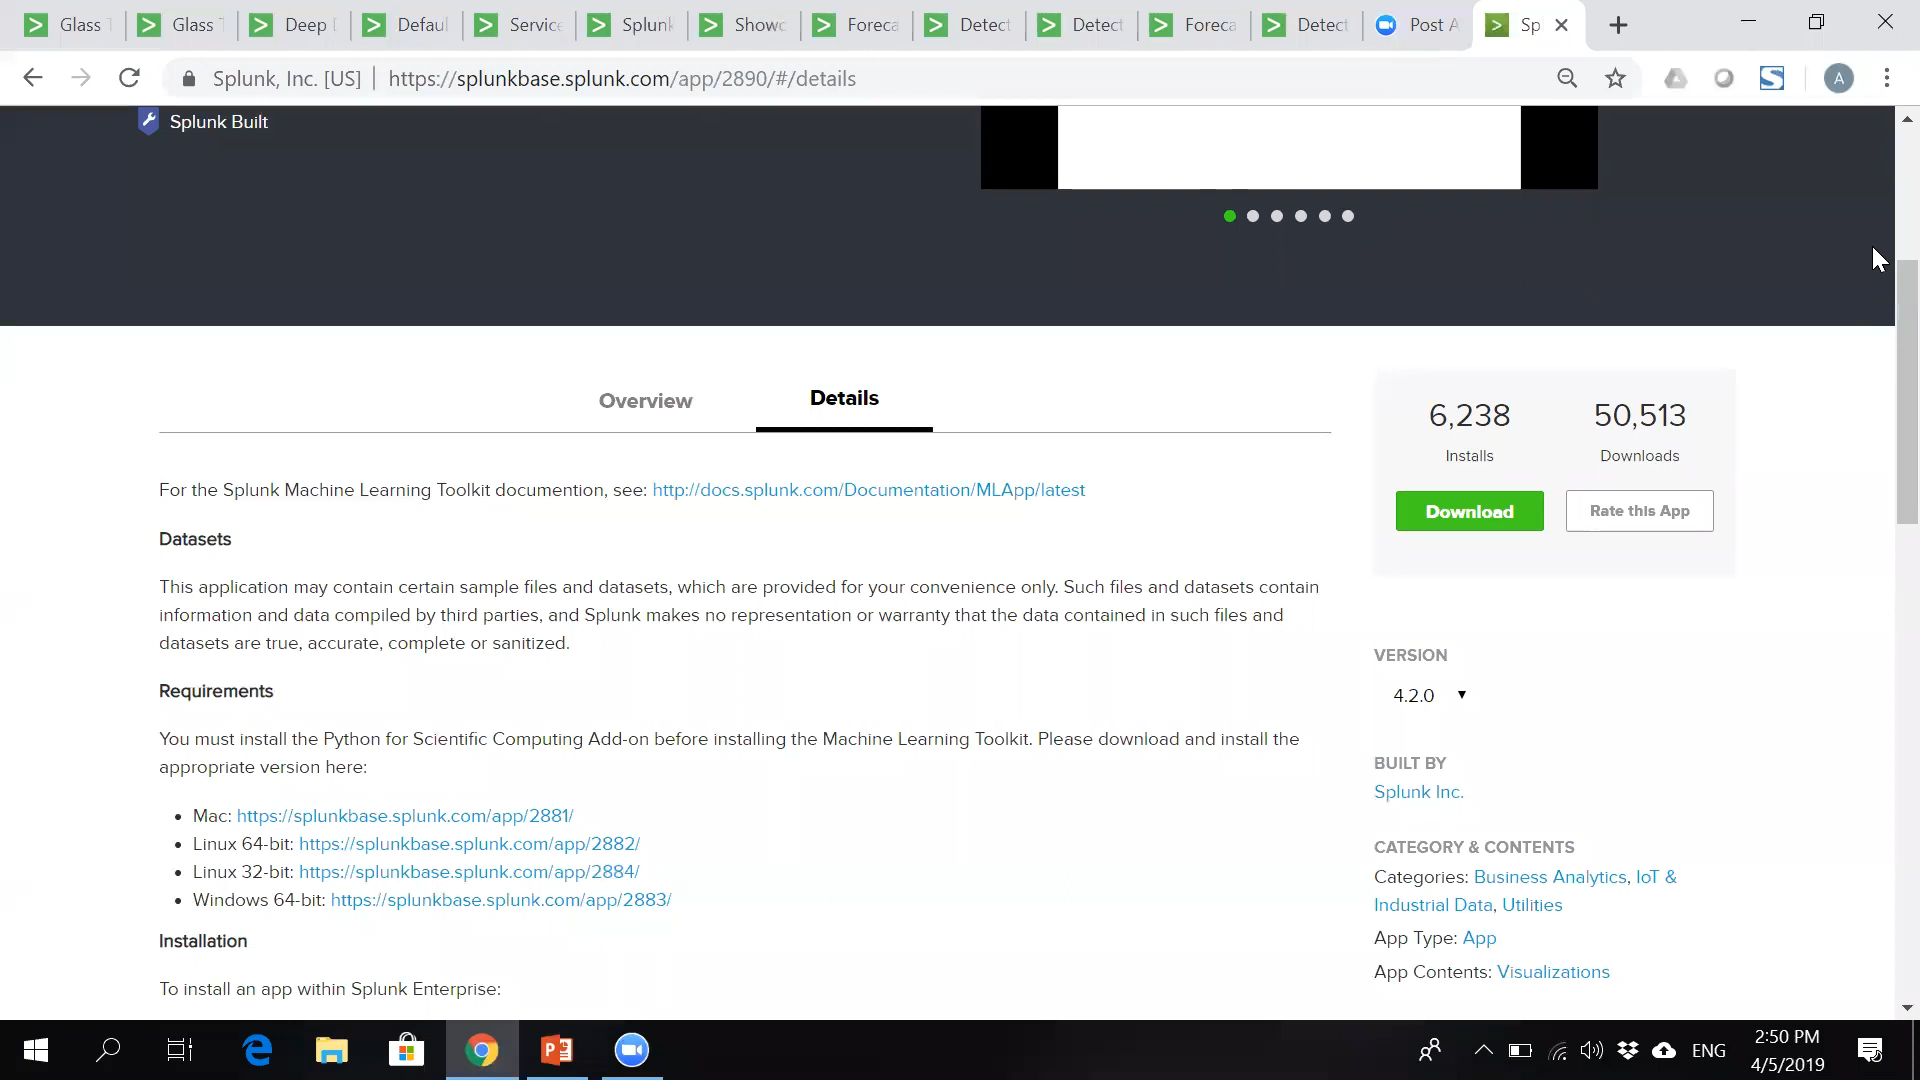 Glass T
Glass T
Deep D
Defaul
Service
Splunk
Showc
Foreca
Detect
Detect
Foreca
Detect
Post A
Sp
Splunk, Inc. [US] | https://splunkbase.splunk.com/app/2890/#/details
A
Splunk Built
Overview
Details
6,238
50,513
Installs
Downloads
Download
Rate this App
For the Splunk Machine Learning Toolkit documention, see: http://docs.splunk.com/Documentation/MLApp/latest
Datasets
This application may contain certain sample files and datasets, which are provided for your convenience only. Such files and datasets contain
information and data compiled by third parties, and Splunk makes no representation or warranty that the data contained in such files and
datasets are true, accurate, complete or sanitized.
Requirements
You must install the Python for Scientific Computing Add-on before installing the Machine Learning Toolkit. Please download and install the
appropriate version here:
Mac: https://splunkbase.splunk.com/app/2881/
Linux 64-bit: https://splunkbase.splunk.com/app/2882/
Linux 32-bit: https://splunkbase.splunk.com/app/2884/
Windows 64-bit: https://splunkbase.splunk.com/app/2883/
Installation
To install an app within Splunk Enterprise:
VERSION
4.2.0
BUILT BY
Splunk Inc.
CATEGORY & CONTENTS
Categories: Business Analytics, IoT &
Industrial Data, Utilities
App Type: App
App Contents: Visualizations
ENG
2:50 PM
4/5/2019